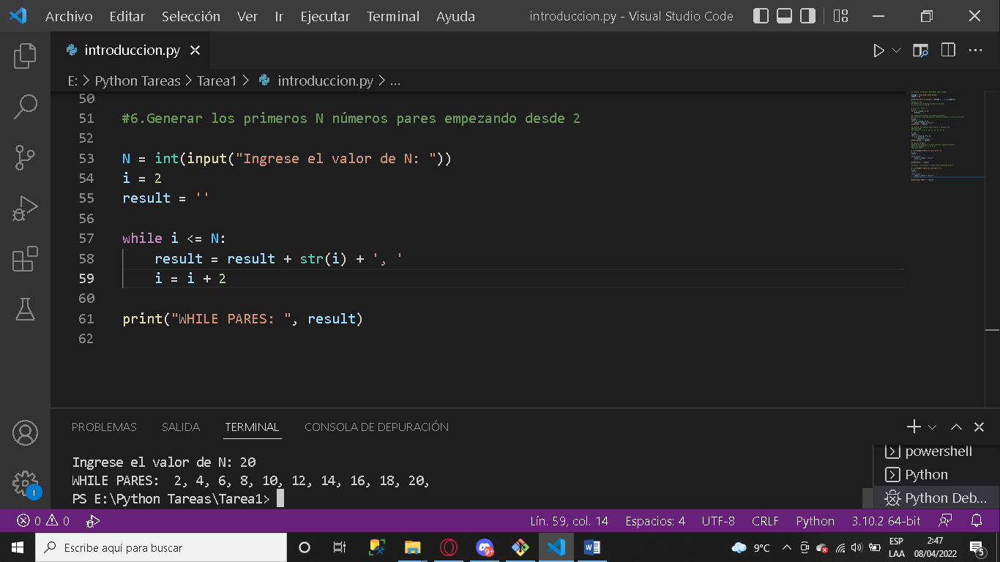 Archivo Editar Selección Ver Ir Ejecutar Terminal Ayuda introduccion.py - Visual Studio Code
introduccion.py
E: > Python Tareas > Tarea1 > introduccion.py > ...
50
51 #6.Generar los primeros N números pares empezando desde 2
52
53 N = int(input("Ingrese el valor de N: "))
54 i = 2
55 result = ''
56
57 while i <= N:
58 result = result + str(i) + ', '
59 i = i + 2
60
61 print("WHILE PARES: ", result)
62
PROBLEMAS SALIDA TERMINAL CONSOLA DE DEPURACIÓN
Ingrese el valor de N: 20
WHILE PARES:  2, 4, 6, 8, 10, 12, 14, 16, 18, 20,
PS E:\Python Tareas\Tarea1>
powershell
Python
Python Deb...
1
0 0 Lín. 59, col. 14 Espacios: 4 UTF-8 CRLF Python 3.10.2 64-bit
Escribe aquí para buscar 9+ 9°C ESP LAA 2:47 08/04/2022 5